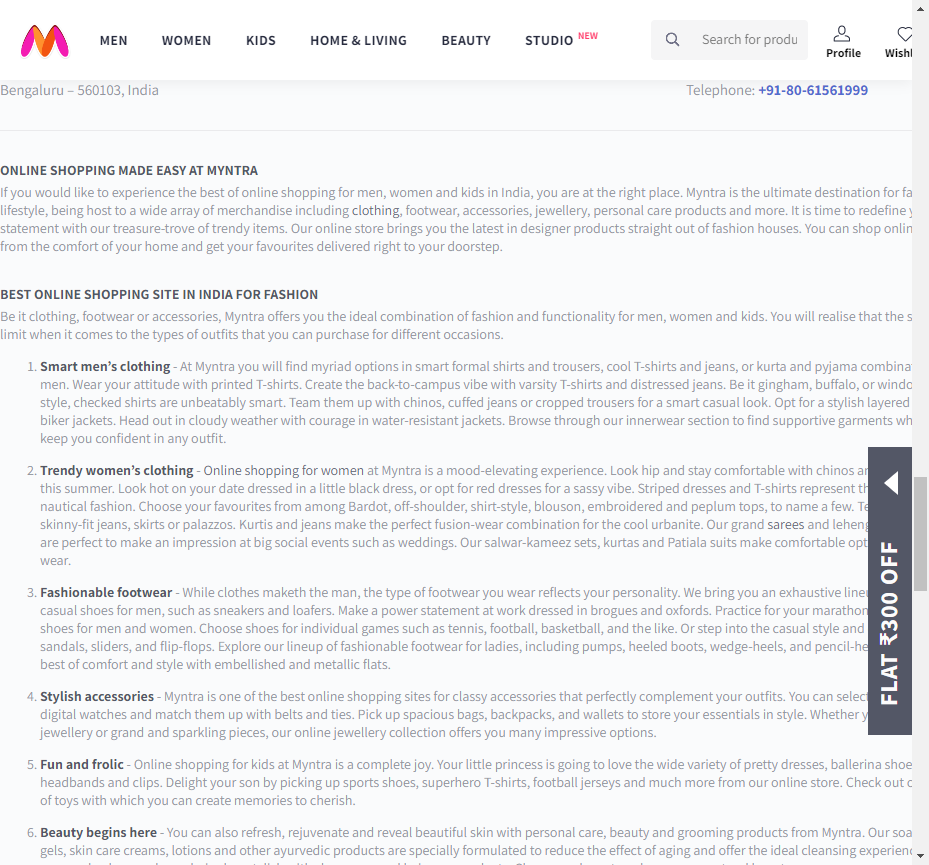 MEN WOMEN KIDS HOME & LIVING BEAUTY STUDIO NEW Search for produ Profile Wishl
Bengaluru – 560103, India Telephone: +91-80-61561999
ONLINE SHOPPING MADE EASY AT MYNTRA
If you would like to experience the best of online shopping for men, women and kids in India, you are at the right place. Myntra is the ultimate destination for fa
lifestyle, being host to a wide array of merchandise including clothing, footwear, accessories, jewellery, personal care products and more. It is time to redefine y
statement with our treasure-trove of trendy items. Our online store brings you the latest in designer products straight out of fashion houses. You can shop onlin
from the comfort of your home and get your favourites delivered right to your doorstep.
BEST ONLINE SHOPPING SITE IN INDIA FOR FASHION
Be it clothing, footwear or accessories, Myntra offers you the ideal combination of fashion and functionality for men, women and kids. You will realise that the s
limit when it comes to the types of outfits that you can purchase for different occasions.
1. Smart men’s clothing - At Myntra you will find myriad options in smart formal shirts and trousers, cool T-shirts and jeans, or kurta and pyjama combinat
men. Wear your attitude with printed T-shirts. Create the back-to-campus vibe with varsity T-shirts and distressed jeans. Be it gingham, buffalo, or windo
style, checked shirts are unbeatably smart. Team them up with chinos, cuffed jeans or cropped trousers for a smart casual look. Opt for a stylish layered
biker jackets. Head out in cloudy weather with courage in water-resistant jackets. Browse through our innerwear section to find supportive garments wh
keep you confident in any outfit.
2. Trendy women’s clothing - Online shopping for women at Myntra is a mood-elevating experience. Look hip and stay comfortable with chinos an
this summer. Look hot on your date dressed in a little black dress, or opt for red dresses for a sassy vibe. Striped dresses and T-shirts represent th
nautical fashion. Choose your favourites from among Bardot, off-shoulder, shirt-style, blouson, embroidered and peplum tops, to name a few. Te
skinny-fit jeans, skirts or palazzos. Kurtis and jeans make the perfect fusion-wear combination for the cool urbanite. Our grand sarees and leheng
are perfect to make an impression at big social events such as weddings. Our salwar-kameez sets, kurtas and Patiala suits make comfortable opt
wear.
3. Fashionable footwear - While clothes maketh the man, the type of footwear you wear reflects your personality. We bring you an exhaustive lineu
casual shoes for men, such as sneakers and loafers. Make a power statement at work dressed in brogues and oxfords. Practice for your marathon
shoes for men and women. Choose shoes for individual games such as tennis, football, basketball, and the like. Or step into the casual style and
sandals, sliders, and flip-flops. Explore our lineup of fashionable footwear for ladies, including pumps, heeled boots, wedge-heels, and pencil-he
best of comfort and style with embellished and metallic flats.
4. Stylish accessories - Myntra is one of the best online shopping sites for classy accessories that perfectly complement your outfits. You can select
digital watches and match them up with belts and ties. Pick up spacious bags, backpacks, and wallets to store your essentials in style. Whether y
jewellery or grand and sparkling pieces, our online jewellery collection offers you many impressive options.
5. Fun and frolic - Online shopping for kids at Myntra is a complete joy. Your little princess is going to love the wide variety of pretty dresses, ballerina shoe
headbands and clips. Delight your son by picking up sports shoes, superhero T-shirts, football jerseys and much more from our online store. Check out o
of toys with which you can create memories to cherish.
6. Beauty begins here - You can also refresh, rejuvenate and reveal beautiful skin with personal care, beauty and grooming products from Myntra. Our soa
gels, skin care creams, lotions and other ayurvedic products are specially formulated to reduce the effect of aging and offer the ideal cleansing experienc
FLAT ₹300 OFF